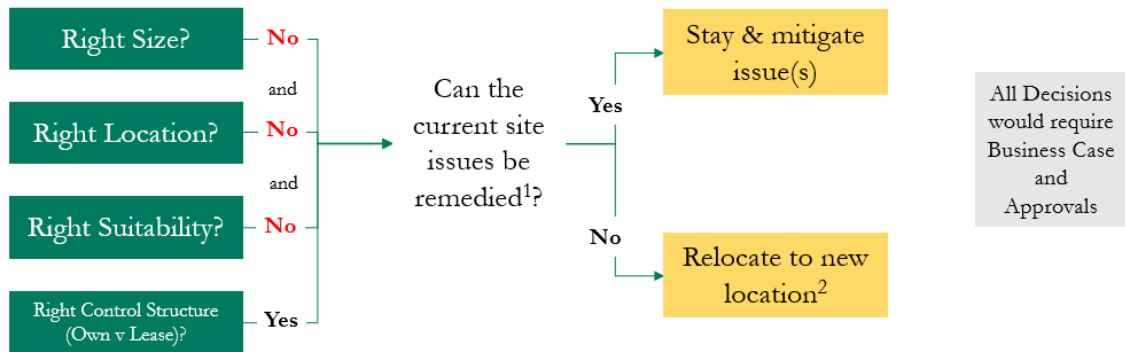 Right Size?
No
and
Right Location?
No
and
Right Suitability?
No
Right Control Structure
(Own v Lease)?
Yes
Can the
current site
issues be
remedied¹?
Yes
Stay & mitigate
issue(s)
No
Relocate to new
location²
All Decisions
would require
Business Case
and
Approvals